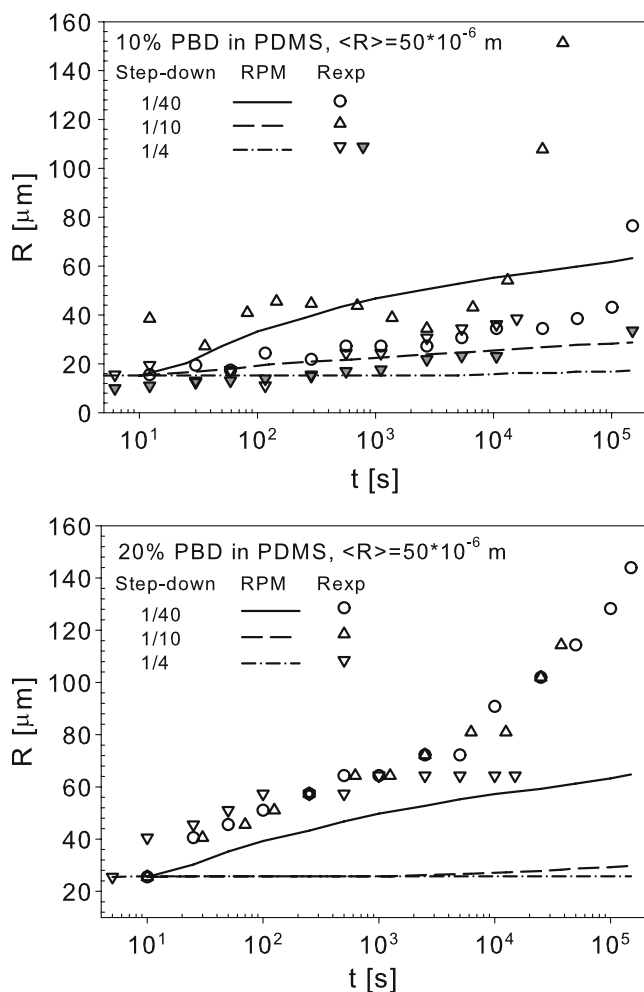 10% PBD in PDMS, <R>=50*10⁻⁶ m
Step-down RPM Rexp
1/40
1/10
1/4
160
140
120
100
80
60
40
20
0
R [μm]
10¹ 10² 10³ 10⁴ 10⁵
t [s]
20% PBD in PDMS, <R>=50*10⁻⁶ m
Step-down RPM Rexp
1/40
1/10
1/4
160
140
120
100
80
60
40
20
R [μm]
10¹ 10² 10³ 10⁴ 10⁵
t [s]